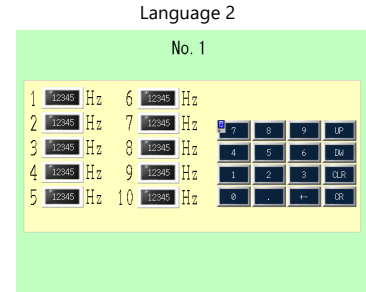 Language 2
No. 1
1 12345 Hz 6 12345 Hz
2 12345 Hz 7 12345 Hz
3 12345 Hz 8 12345 Hz
4 12345 Hz 9 12345 Hz
5 12345 Hz 10 12345 Hz
7 8 9 UP
4 5 6 DW
1 2 3 CLR
0 . +- CR